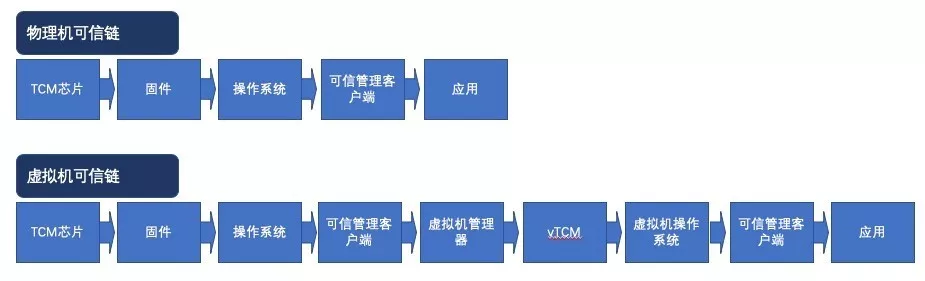 物理机可信链
TCM芯片
固件
操作系统
可信管理客
户端
应用
虚拟机可信链
TCM芯片
固件
操作系统
可信管理客
户端
虚拟机管理
器
vTCM
虚拟机操作
系统
可信管理客
户端
应用